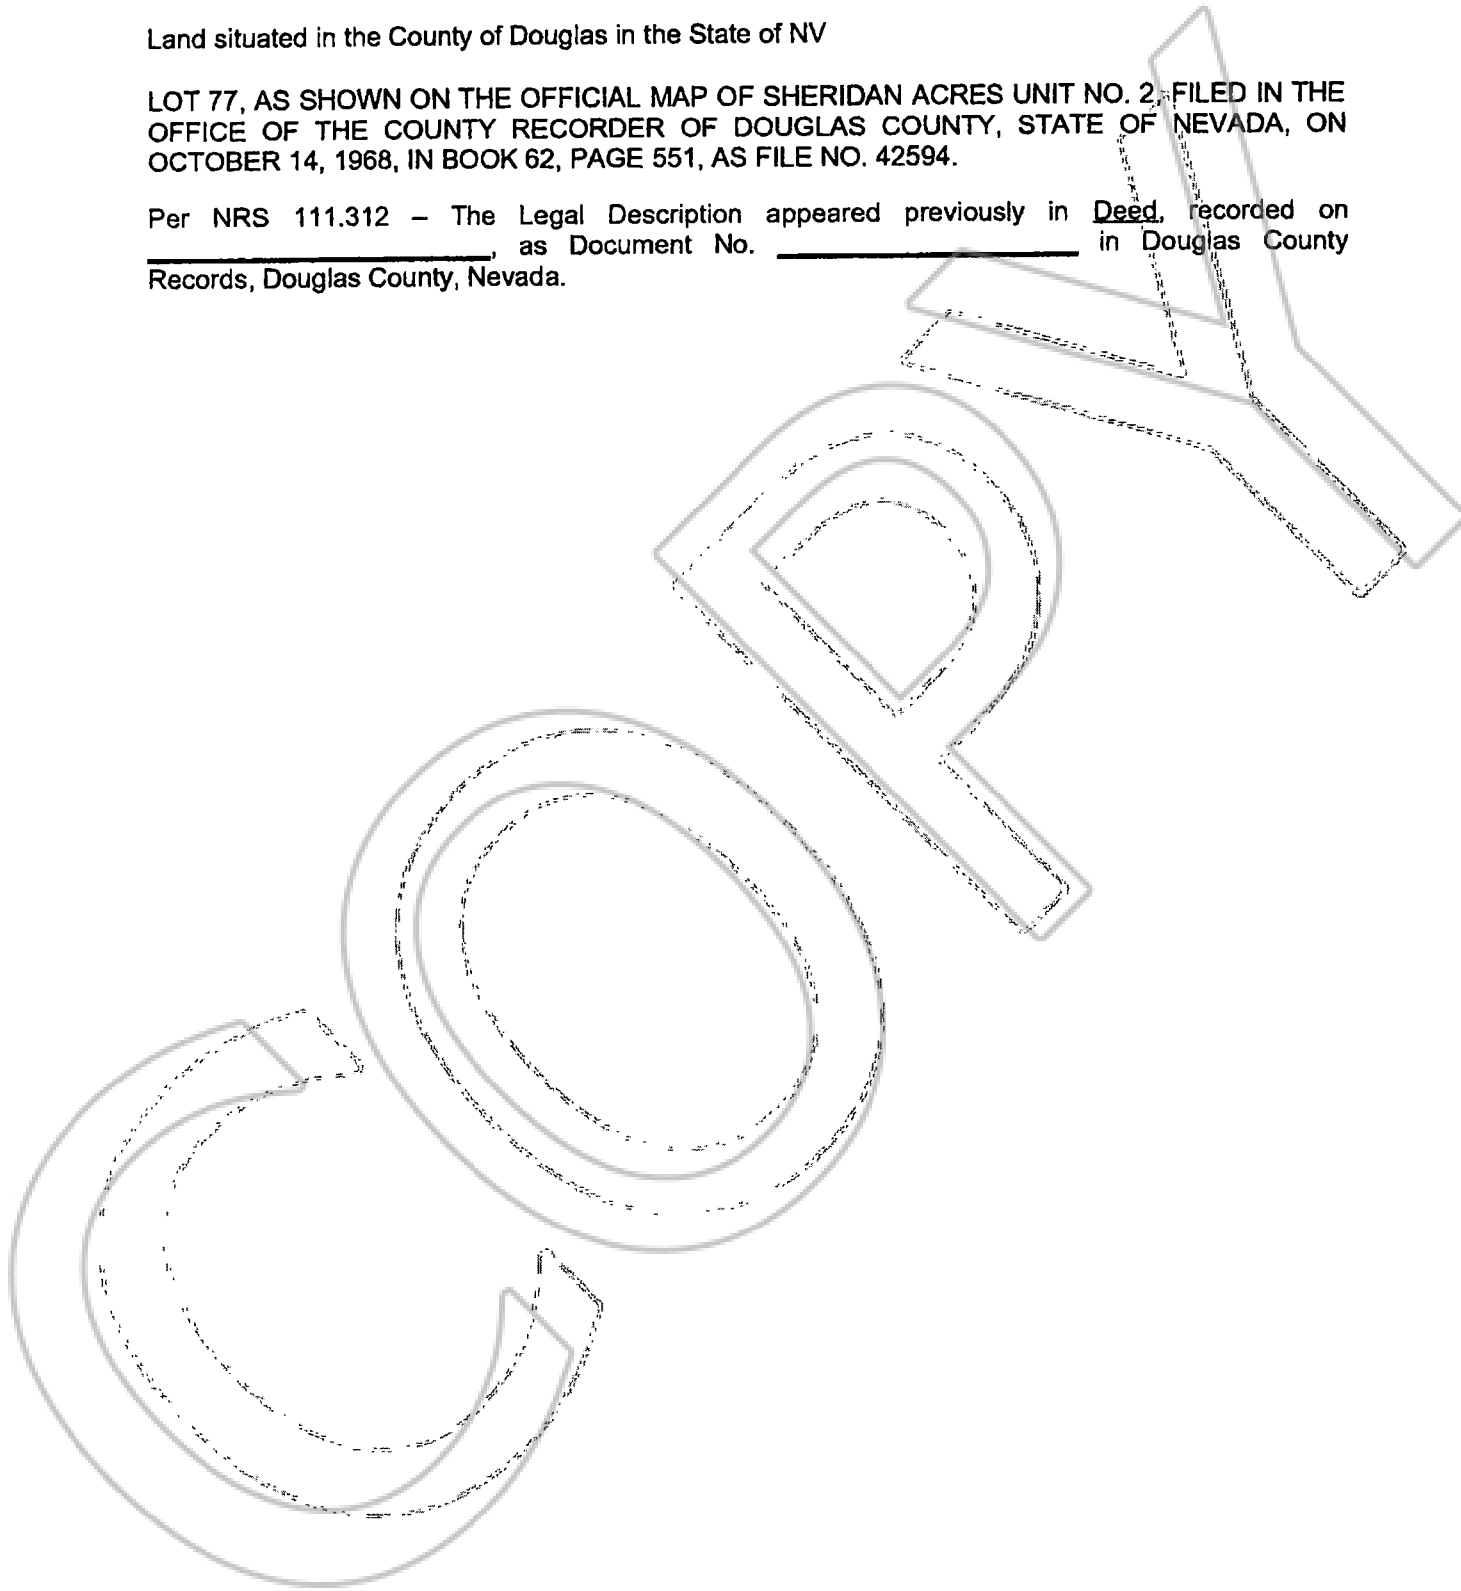 Land situated in the County of Douglas in the State of NV
LOT 77, AS SHOWN ON THE OFFICIAL MAP OF SHERIDAN ACRES UNIT NO. 2, FILED IN THE
OFFICE OF THE COUNTY RECORDER OF DOUGLAS COUNTY, STATE OF NEVADA, ON
OCTOBER 14, 1968, IN BOOK 62, PAGE 551, AS FILE NO. 42594.
Per NRS 111.312 – The Legal Description appeared previously in Deed, recorded on
____________________, as Document No. ____________________ in Douglas County
Records, Douglas County, Nevada.
COPY